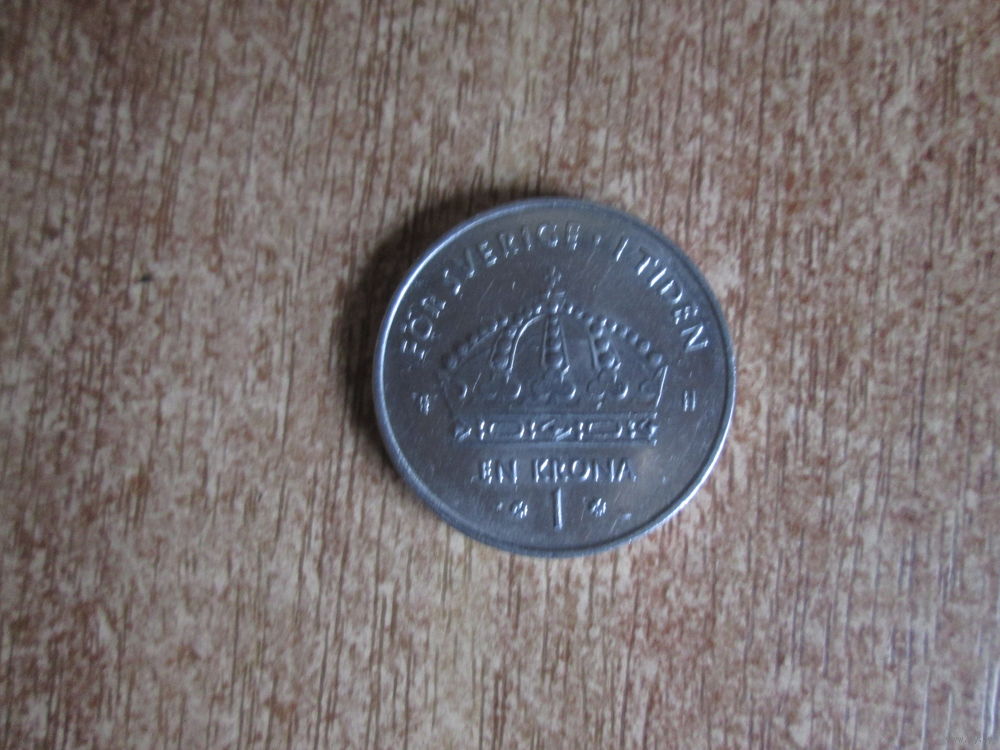 FÖR SVERIGE · I TIDEN
EN KRONA
1